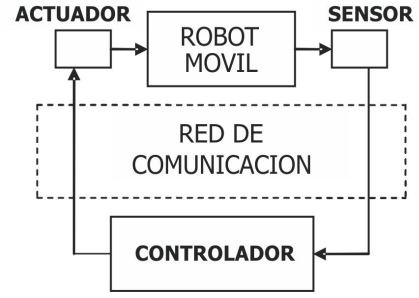 ACTUADOR
SENSOR
ROBOT
MOVIL
RED DE
COMUNICACION
CONTROLADOR